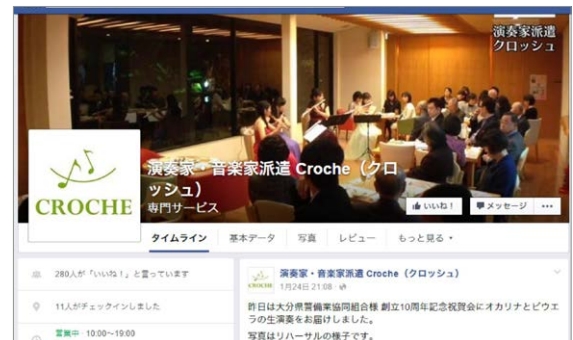 演奏家派遣
クロッシュ
演奏家・音楽家派遣 Croche（クロ
ッシュ）
専門サービス
CROCHE
いいね！
メッセージ
タイムライン 基本データ 写真 レビュー もっと見る
280人が「いいね！」と言っています
11人がチェックインしました
営業中 · 10:00～19:00
CROCHE
演奏家・音楽家派遣 Croche（クロッシュ）
1月24日 21:08 ·
昨日は大分県警備業協同組合様 創立10周年記念祝賀会にオカリナとピウエ
ラの生演奏をお届けしました。
写真はリハーサルの様子です。